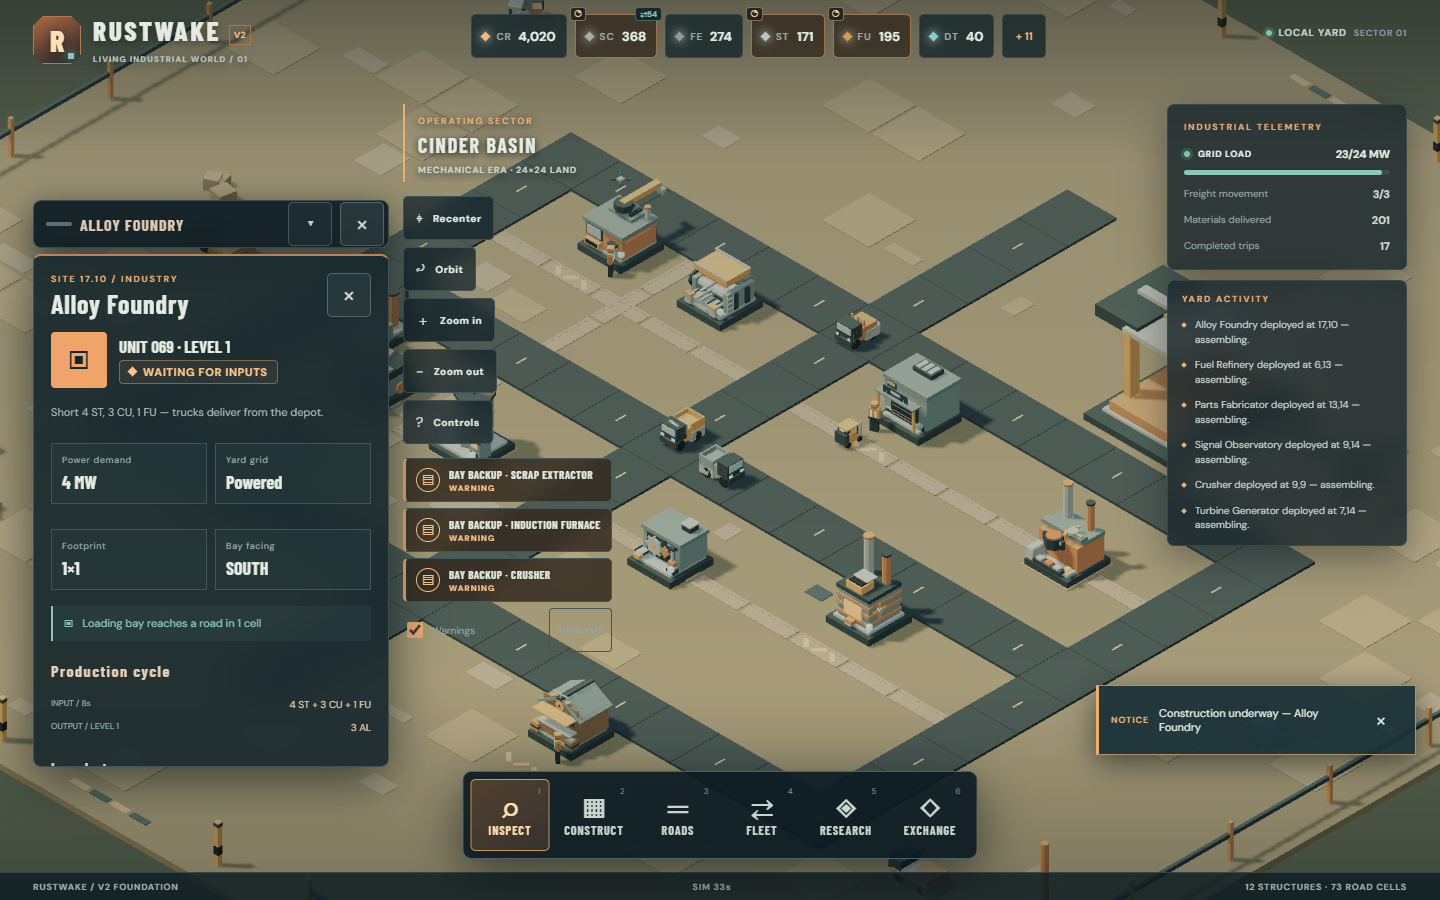 R
RUSTWAKE V2
LIVING INDUSTRIAL WORLD / 01
CR 4,020
SC 368
⇄54
FE 274
ST 171
FU 195
DT 40
+11
LOCAL YARD SECTOR 01
OPERATING SECTOR
CINDER BASIN
MECHANICAL ERA · 24×24 LAND
Recenter
Orbit
Zoom in
Zoom out
? Controls
BAY BACKUP · SCRAP EXTRACTOR
WARNING
BAY BACKUP · INDUCTION FURNACE
WARNING
BAY BACKUP · CRUSHER
WARNING
Warnings
ALLOY FOUNDRY
SITE 17.10 / INDUSTRY
Alloy Foundry
UNIT 069 · LEVEL 1
WAITING FOR INPUTS
Short 4 ST, 3 CU, 1 FU — trucks deliver from the depot.
Power demand
4 MW
Yard grid
Powered
Footprint
1×1
Bay facing
SOUTH
Loading bay reaches a road in 1 cell
Production cycle
INPUT / 8s 4 ST + 3 CU + 1 FU
OUTPUT / LEVEL 1 3 AL
INDUSTRIAL TELEMETRY
GRID LOAD 23/24 MW
Freight movement 3/3
Materials delivered 201
Completed trips 17
YARD ACTIVITY
Alloy Foundry deployed at 17,10 —
assembling.
Fuel Refinery deployed at 6,13 —
assembling.
Parts Fabricator deployed at 13,14 —
assembling.
Signal Observatory deployed at 9,14 —
assembling.
Crusher deployed at 9,9 — assembling.
Turbine Generator deployed at 7,14 —
assembling.
NOTICE Construction underway — Alloy
Foundry
1 INSPECT
2 CONSTRUCT
3 ROADS
4 FLEET
5 RESEARCH
6 EXCHANGE
RUSTWAKE / V2 FOUNDATION
SIM 33s
12 STRUCTURES · 73 ROAD CELLS